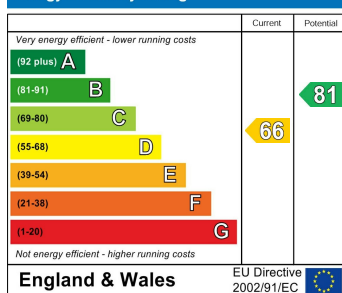 Current Potential
Very energy efficient - lower running costs
(92 plus) A
(81-91) B
81
(69-80) C
66
(55-68) D
(39-54) E
(21-38) F
(1-20) G
Not energy efficient - higher running costs
England & Wales
EU Directive
2002/91/EC